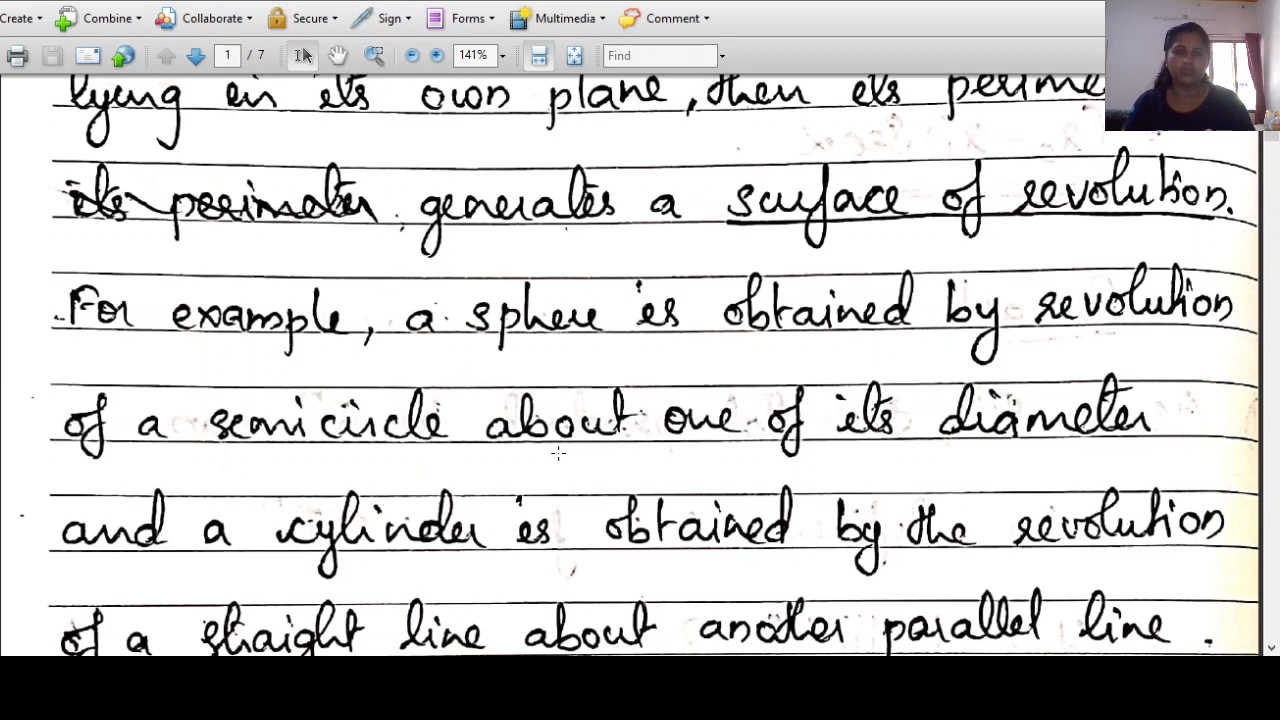 Create Combine Collaborate Secure Sign Forms Multimedia Comment
1 / 7 141% Find
lying in its own plane, then its
its perimeter generates a surface of revolution.
For example, a sphere is obtained by revolution
of a semicircle about one of its diameter
and a cylinder is obtained by the revolution
of a straight line about another parallel line.